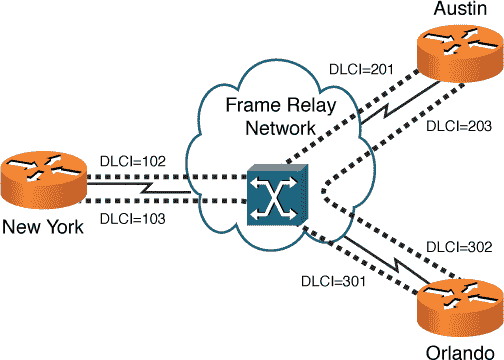 Austin
DLCI=201
Frame Relay
Network
DLCI=203
DLCI=102
New York
DLCI=103
DLCI=302
DLCI=301
Orlando